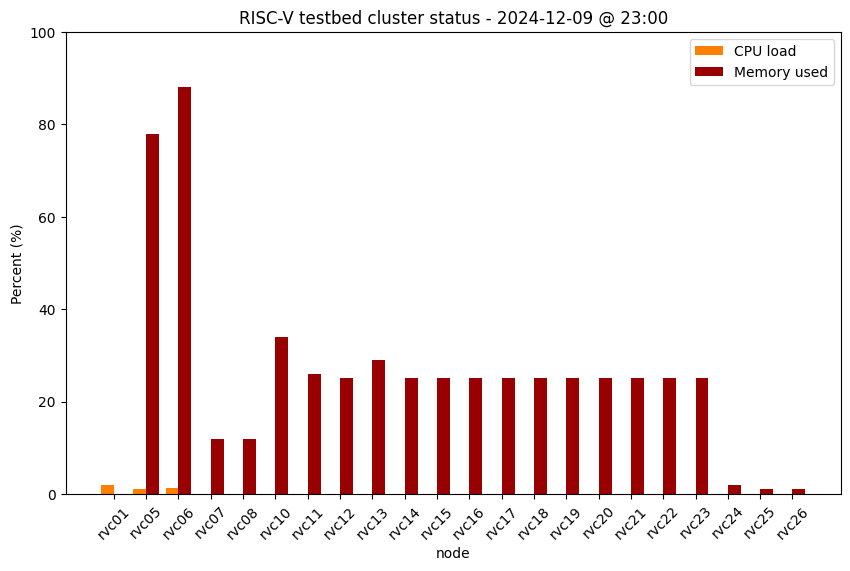 RISC-V testbed cluster status - 2024-12-09 @ 23:00
CPU load
Memory used
Percent (%)
100
80
60
40
20
0
rvc01 rvc05 rvc06 rvc07 rvc08 rvc10 rvc11 rvc12 rvc13 rvc14 rvc15 rvc16 rvc17 rvc18 rvc19 rvc20 rvc21 rvc22 rvc23 rvc24 rvc25 rvc26
node